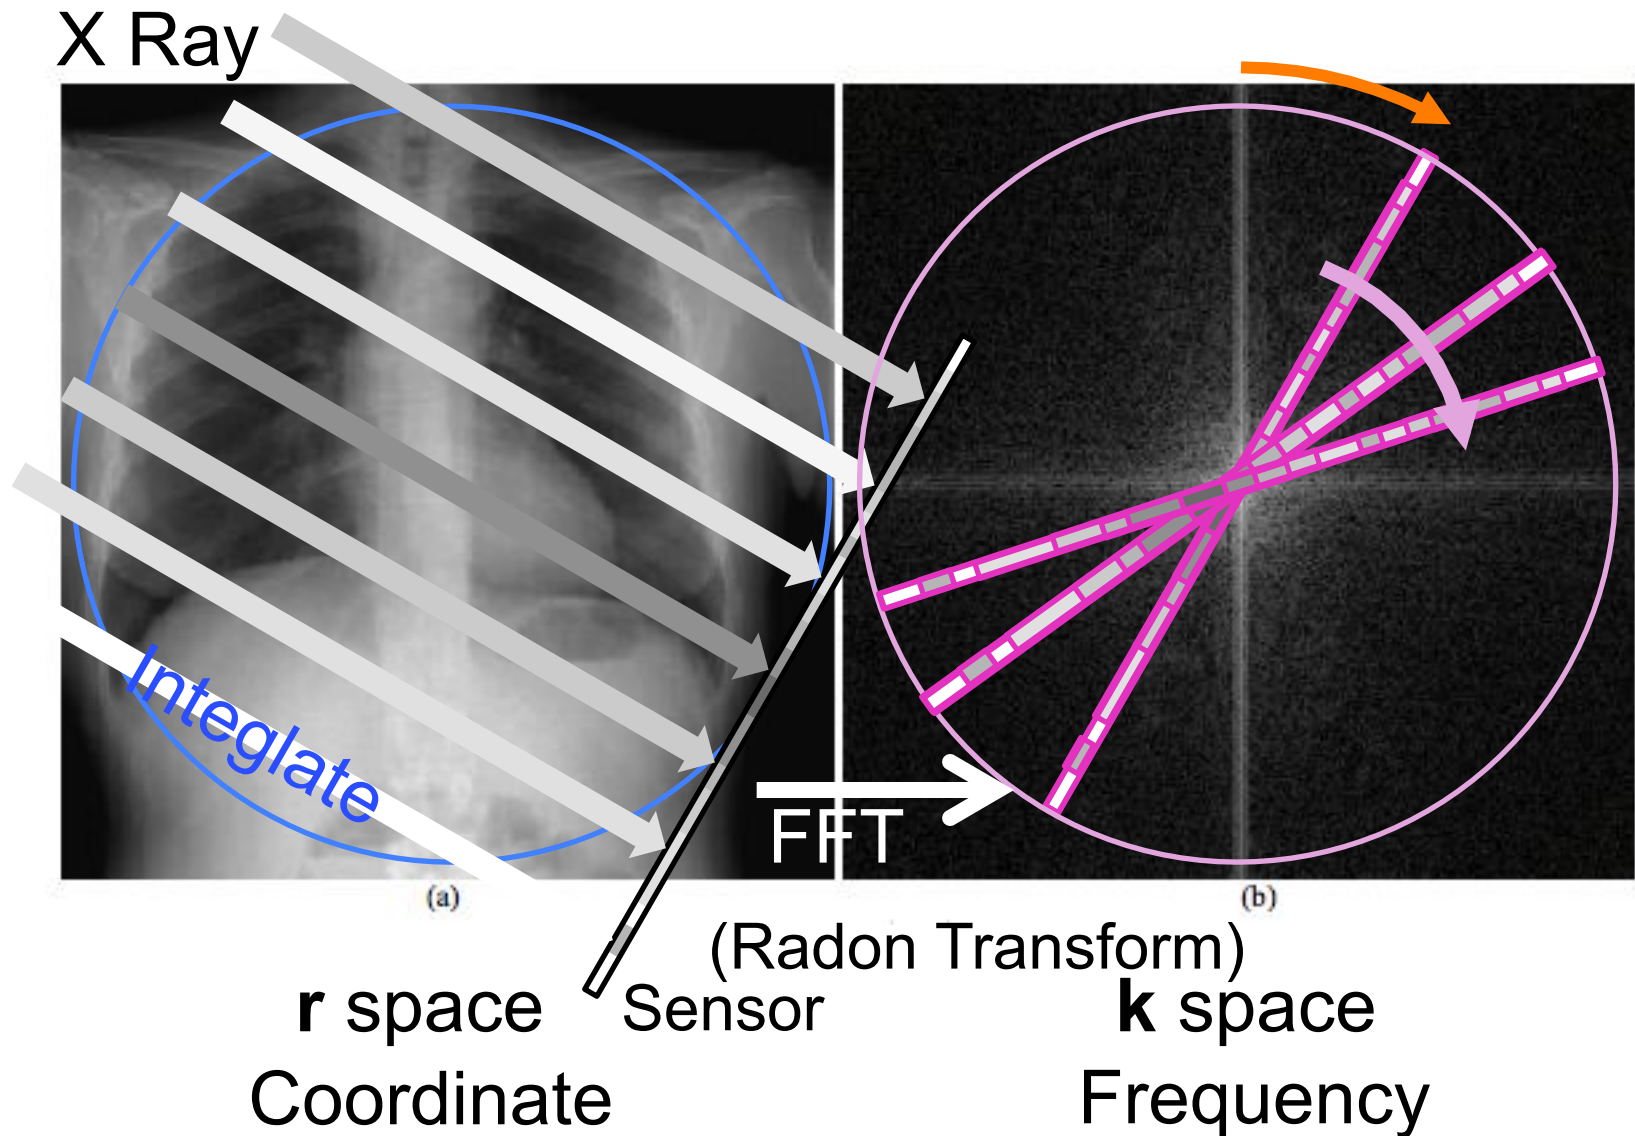 X Ray
Integlate
FFT
(a)
(b)
(Radon Transform)
r space
Sensor
k space
Coordinate
Frequency